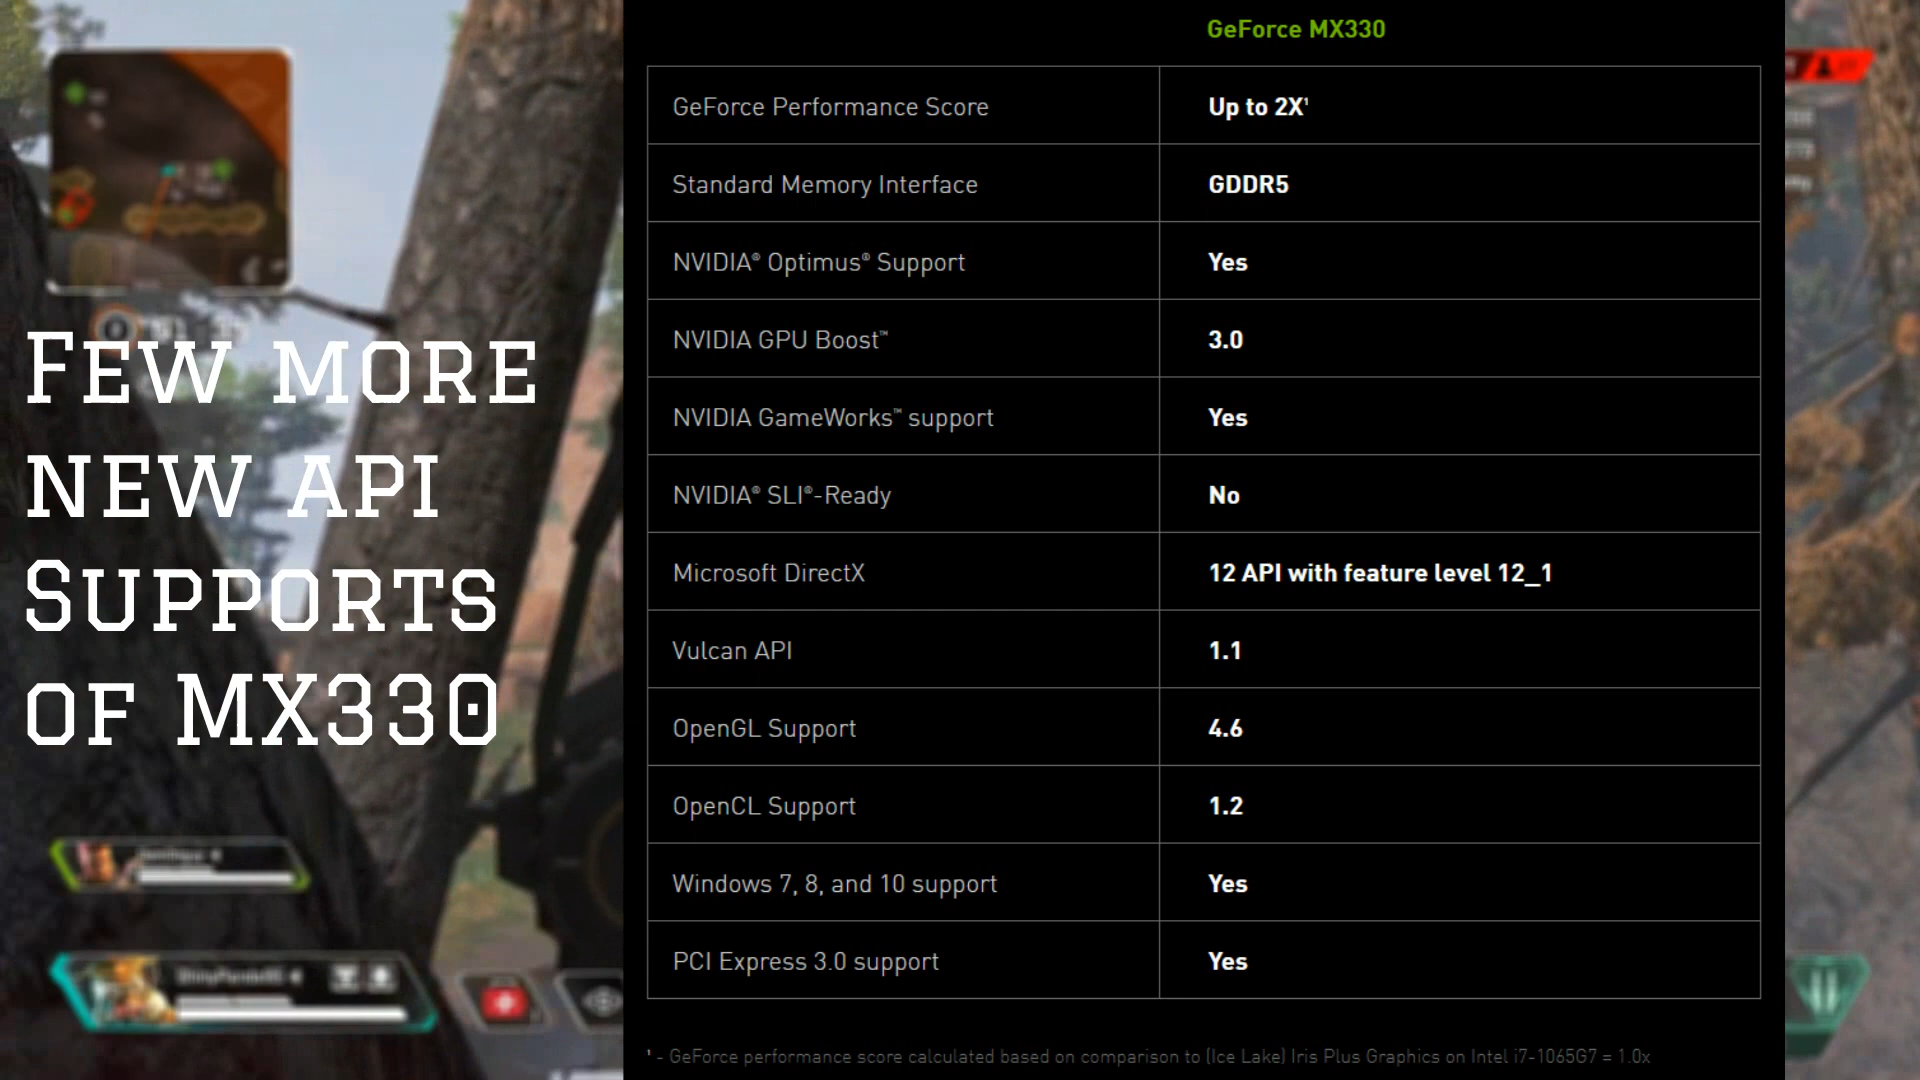 Few more
new api
Supports
of MX330
GeForce MX330
GeForce Performance Score Up to 2X¹
Standard Memory Interface GDDR5
NVIDIA® Optimus® Support Yes
NVIDIA GPU Boost™ 3.0
NVIDIA GameWorks™ support Yes
NVIDIA® SLI®-Ready No
Microsoft DirectX 12 API with feature level 12_1
Vulcan API 1.1
OpenGL Support 4.6
OpenCL Support 1.2
Windows 7, 8, and 10 support Yes
PCI Express 3.0 support Yes
¹ - GeForce performance score calculated based on comparison to (Ice Lake) Iris Plus Graphics on Intel i7-1065G7 = 1.0x